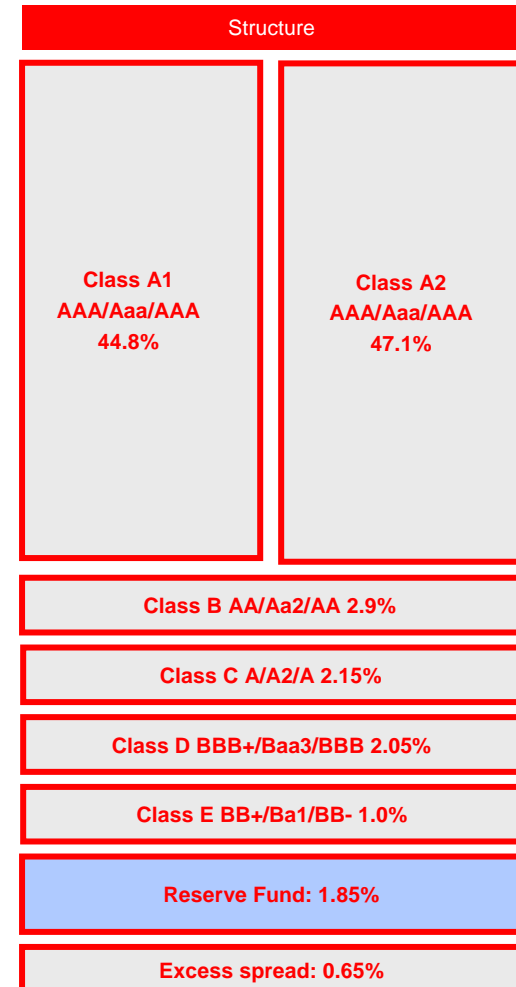 Structure
Class A1
AAA/Aaa/AAA
44.8%
Class A2
AAA/Aaa/AAA
47.1%
Class B AA/Aa2/AA 2.9%
Class C A/A2/A 2.15%
Class D BBB+/Baa3/BBB 2.05%
Class E BB+/Ba1/BB- 1.0%
Reserve Fund: 1.85%
Excess spread: 0.65%